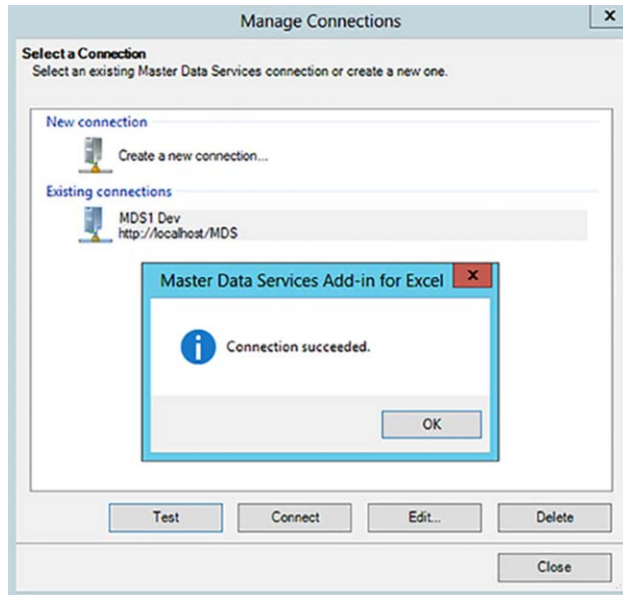 Manage Connections
x
Select a Connection
Select an existing Master Data Services connection or create a new one.
New connection
Create a new connection...
Existing connections
MDS1 Dev
http://localhost/MDS
Master Data Services Add-in for Excel
x
i
Connection succeeded.
OK
Test Connect Edit... Delete
Close